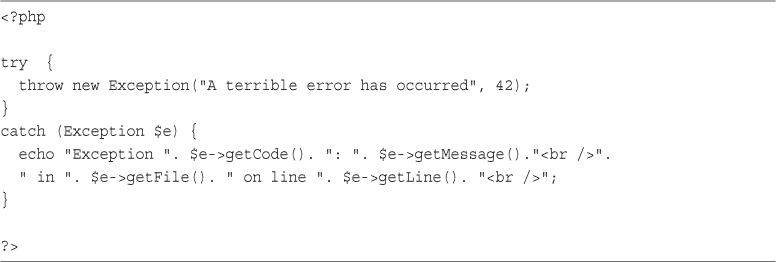 <?php
try  {
  throw new Exception("A terrible error has occurred", 42);
}
catch (Exception $e) {
  echo "Exception ". $e->getCode(). ": ". $e->getMessage()."<br />".
  " in ". $e->getFile(). " on line ". $e->getLine(). "<br />";
}
?>